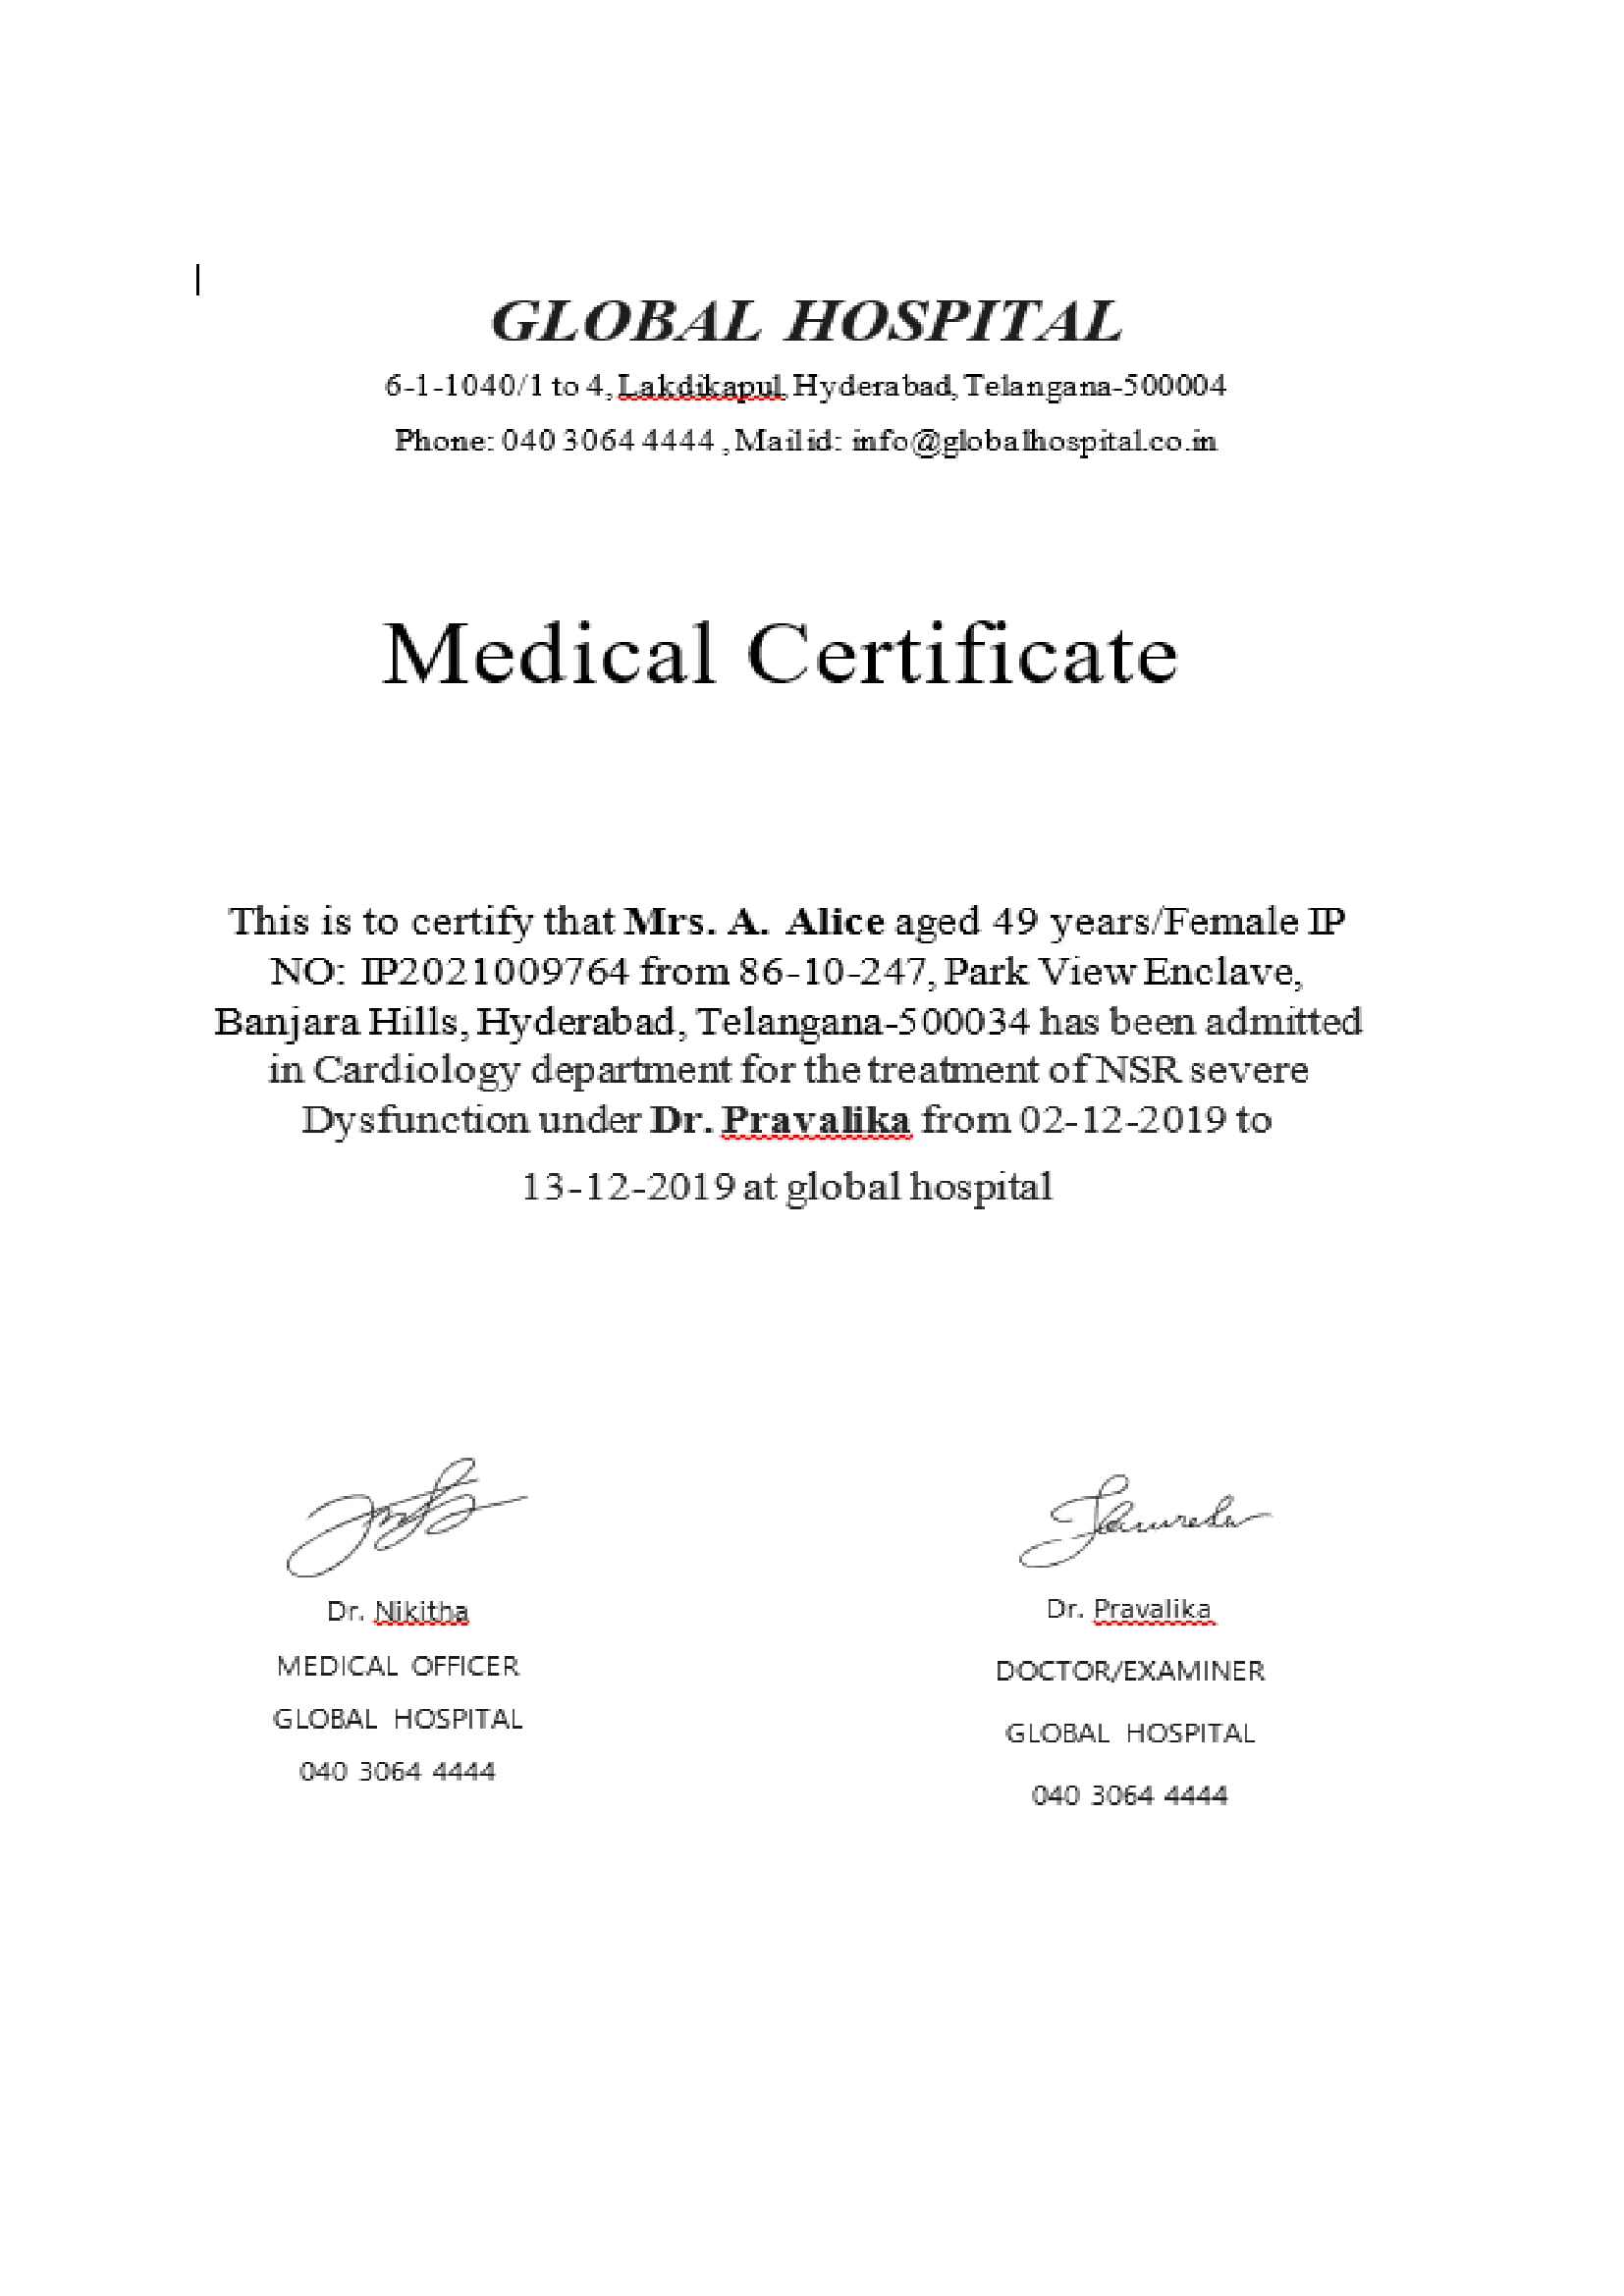 GLOBAL HOSPITAL
6-1-1040/1 to 4, Lakdikapul, Hyderabad, Telangana-500004
Phone: 040 3064 4444 , Mail id: info@globalhospital.co.in
Medical Certificate
This is to certify that Mrs. A. Alice aged 49 years/Female IP
NO: IP2021009764 from 86-10-247, Park View Enclave,
Banjara Hills, Hyderabad, Telangana-500034 has been admitted
in Cardiology department for the treatment of NSR severe
Dysfunction under Dr. Pravalika from 02-12-2019 to
13-12-2019 at global hospital
Dr. Nikitha
MEDICAL OFFICER
GLOBAL HOSPITAL
040 3064 4444
Dr. Pravalika
DOCTOR/EXAMINER
GLOBAL HOSPITAL
040 3064 4444